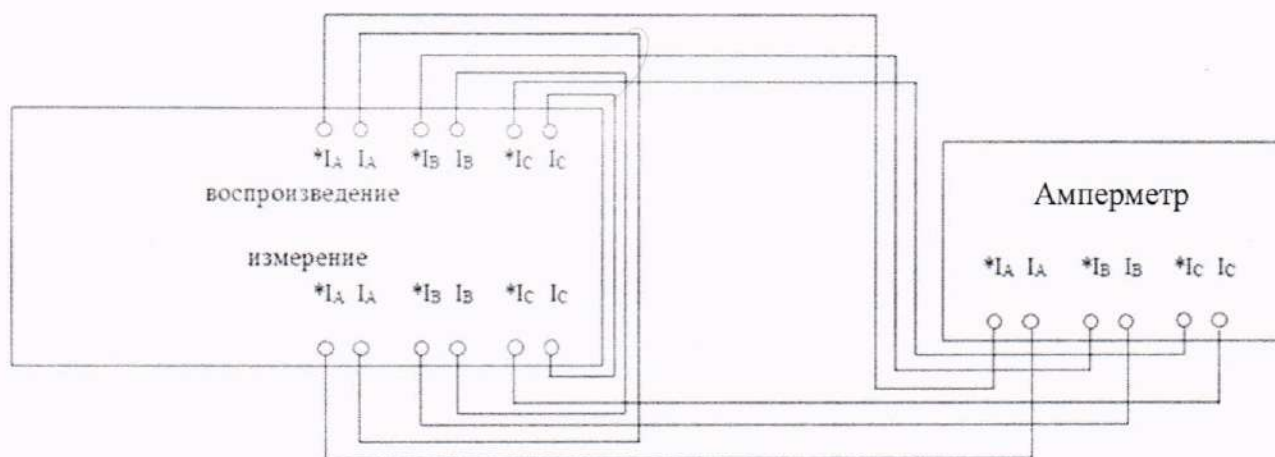 *IA IA *IB IB *IC IC
воспроизведение
измерение
*IA IA *IB IB *IC IC
Амперметр
*IA IA *IB IB *IC IC